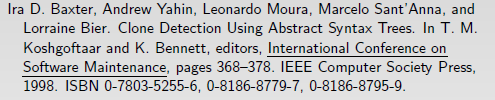 Ira D. Baxter, Andrew Yahin, Leonardo Moura, Marcelo Sant'Anna, and
Lorraine Bier. Clone Detection Using Abstract Syntax Trees. In T. M.
Koshgoftaar and K. Bennett, editors, International Conference on
Software Maintenance, pages 368–378. IEEE Computer Society Press,
1998. ISBN 0-7803-5255-6, 0-8186-8779-7, 0-8186-8795-9.